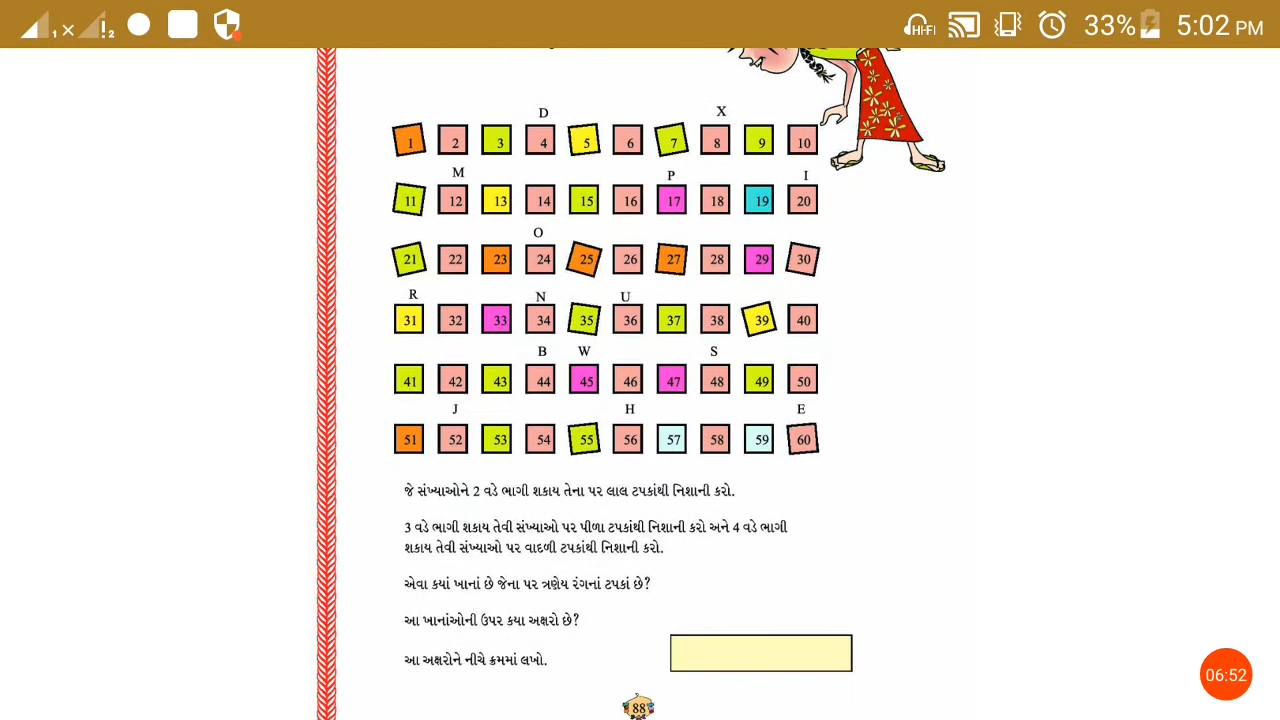 1 × ! 2 HI-FI 33% 5:02 PM
D X
1 2 3 4 5 6 7 8 9 10
M P I
11 12 13 14 15 16 17 18 19 20
O
21 22 23 24 25 26 27 28 29 30
R N U
31 32 33 34 35 36 37 38 39 40
B W S
41 42 43 44 45 46 47 48 49 50
J H E
51 52 53 54 55 56 57 58 59 60
જે સંખ્યાઓને 2 વડે ભાગી શકાય તેના પર લાલ ટપકાંથી નિશાની કરો.
3 વડે ભાગી શકાય તેવી સંખ્યાઓ પર પીળા ટપકાંથી નિશાની કરો અને 4 વડે ભાગી
શકાય તેવી સંખ્યાઓ પર વાદળી ટપકાંથી નિશાની કરો.
એવા કયાં ખાનાં છે જેના પર ત્રણેય રંગનાં ટપકાં છે?
આ ખાનાંઓની ઉપર કયા અક્ષરો છે?
આ અક્ષરોને નીચે ક્રમમાં લખો.
06:52
88